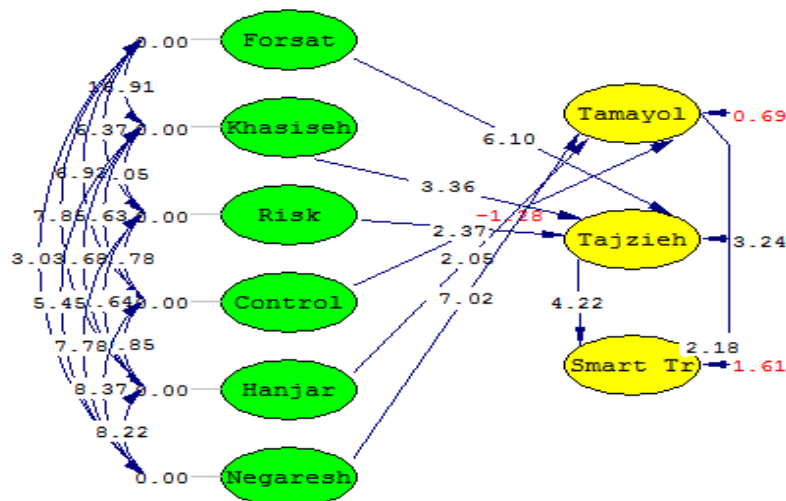 0.00 Forsat
16.91
Tamayol 0.69
6.37 0.00 Khasiseh
6.10
6.92 .05
3.36
7.85 .63 0.00 Risk
-1.28
2.37
Tajzieh 3.24
3.03 .68 .78
2.05
5.45 .64 0.00 Control
7.02
4.22
7.78 .85
2.18
Smart Tr 1.61
8.37 0.00 Hanjar
8.22
0.00 Negaresh